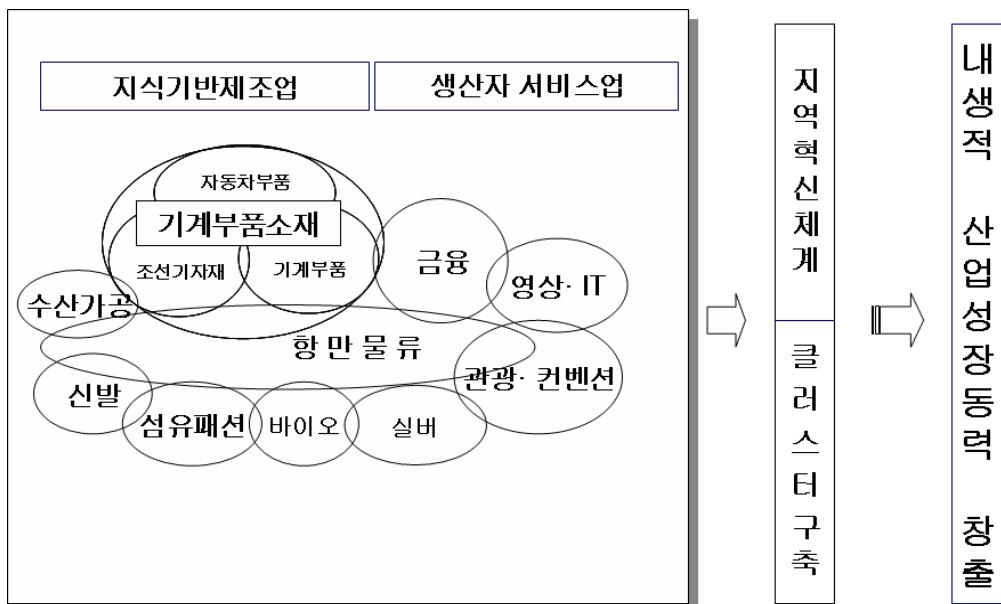 지식기반제조업
생산자 서비스업
자동차부품
기계부품소재
조선기자재
기계부품
금융
영상· IT
수산가공
항 만 물 류
관광· 컨벤션
신발
섬유패션
바이오
실버
지역혁신체계
클러스터구축
내생적 산업성장동력 창출